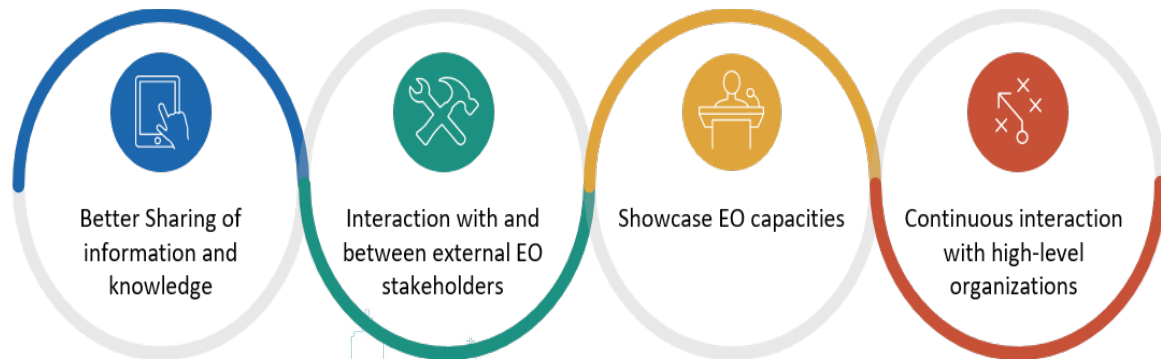 Better Sharing of
information and
knowledge
Interaction with and
between external EO
stakeholders
Showcase EO capacities
Continuous interaction
with high-level
organizations